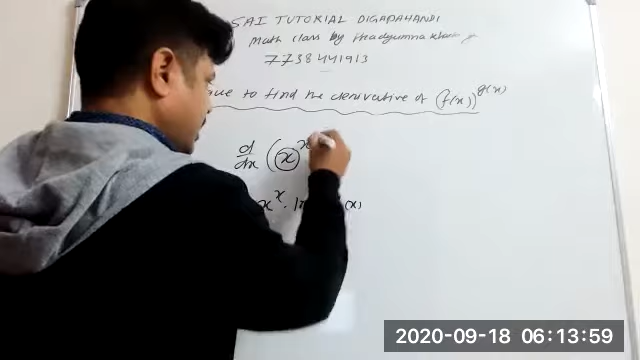 SAI TUTORIAL DIGAPAHANDI
Math class by Pradyumna
7738441913
to find the derivative of (f(x))^g(x)
d/dx (x^x
x^x . ln (x)
2020-09-18 06:13:59